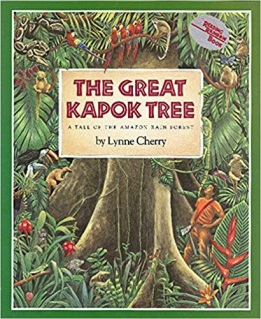 THE GREAT
KAPOK TREE
A TALE OF THE AMAZON RAIN FOREST
by Lynne Cherry